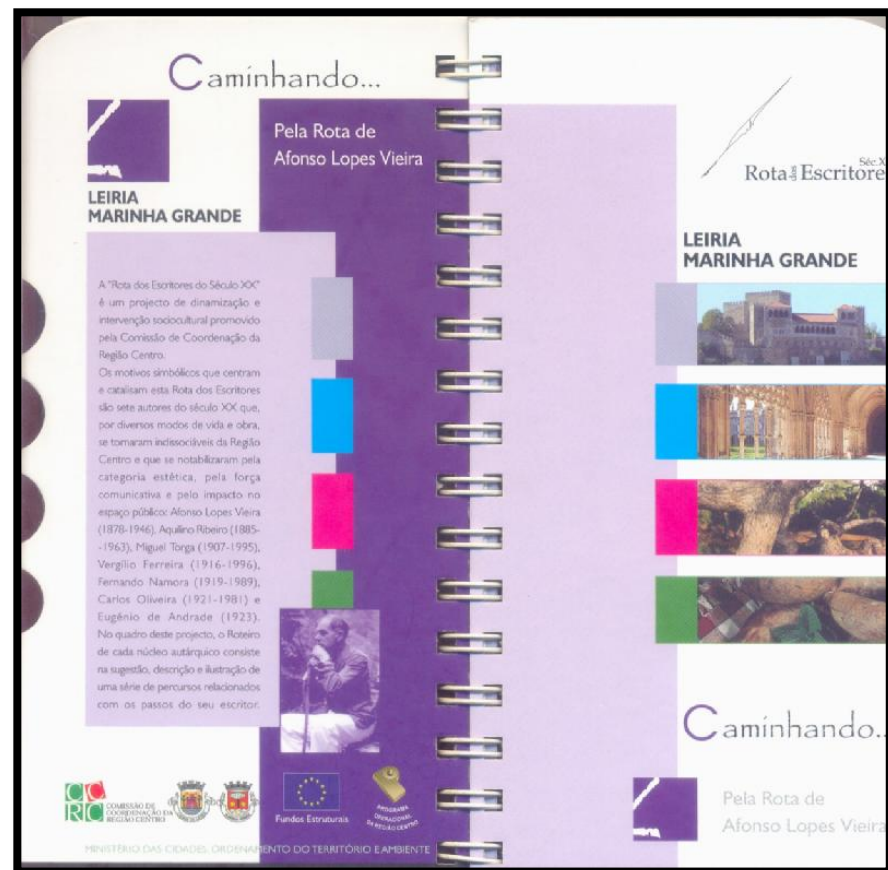 Caminhando...
Pela Rota de
Afonso Lopes Vieira
LEIRIA
MARINHA GRANDE
A "Rota dos Escritores do Século XX"
é um projecto de dinamização e
intervenção sociocultural promovido
pela Comissão de Coordenação da
Região Centro.
Os motivos simbólicos que centram
e catalisam esta Rota dos Escritores
são sete autores do século XX que,
por diversos modos de vida e obra,
se tornaram indissociáveis da Região
Centro e que se notabilizaram pela
categoria estética, pela força
comunicativa e pelo impacto no
espaço público: Afonso Lopes Vieira
(1878-1946), Aquilino Ribeiro (1885-
-1963), Miguel Torga (1907-1995),
Vergílio Ferreira (1916-1996),
Fernando Namora (1919-1989),
Carlos Oliveira (1921-1981) e
Eugénio de Andrade (1923).
No quadro deste projecto, o Roteiro
de cada núcleo autárquico consiste
na sugestão, descrição e ilustração de
uma série de percursos relacionados
com os passos do seu escritor.
CCRC
COMISSÃO DE
COORDENAÇÃO DA
REGIÃO CENTRO
Fundos Estruturais
PROGRAMA
OPERACIONAL
DA REGIÃO CENTRO
MINISTÉRIO DAS CIDADES, ORDENAMENTO DO TERRITÓRIO E AMBIENTE
Séc.X
Rota dos Escritore
LEIRIA
MARINHA GRANDE
Caminhando..
Pela Rota de
Afonso Lopes Vieira